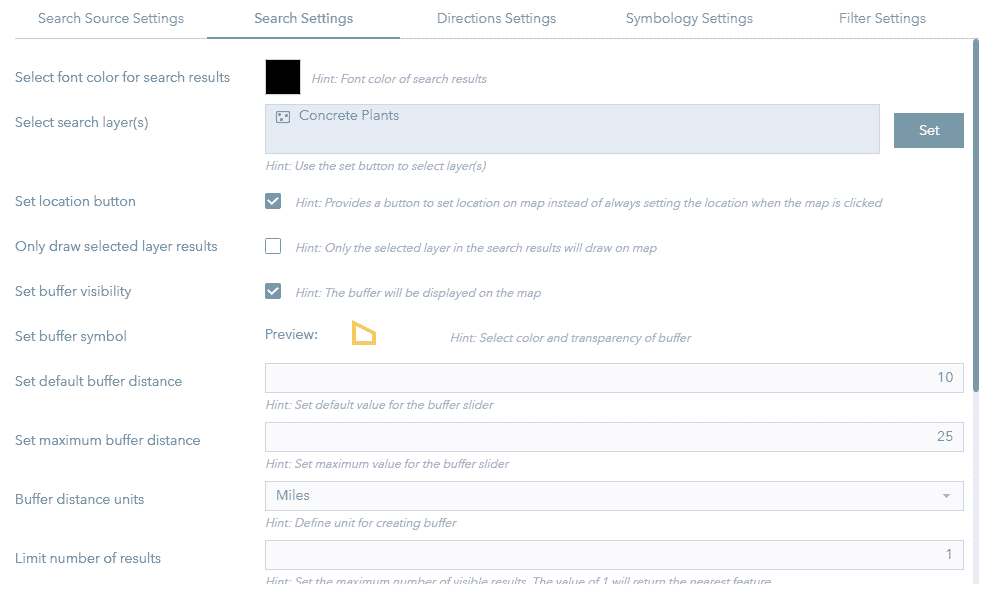 Search Source Settings Search Settings Directions Settings Symbology Settings Filter Settings
Select font color for search results Hint: Font color of search results
Select search layer(s) Concrete Plants Set
Hint: Use the set button to select layer(s)
Set location button Hint: Provides a button to set location on map instead of always setting the location when the map is clicked
Only draw selected layer results Hint: Only the selected layer in the search results will draw on map
Set buffer visibility Hint: The buffer will be displayed on the map
Set buffer symbol Preview: Hint: Select color and transparency of buffer
Set default buffer distance 10
Hint: Set default value for the buffer slider
Set maximum buffer distance 25
Hint: Set maximum value for the buffer slider
Buffer distance units Miles
Hint: Define unit for creating buffer
Limit number of results 1
Hint: Set the maximum number of visible results. The value of 1 will return the nearest feature